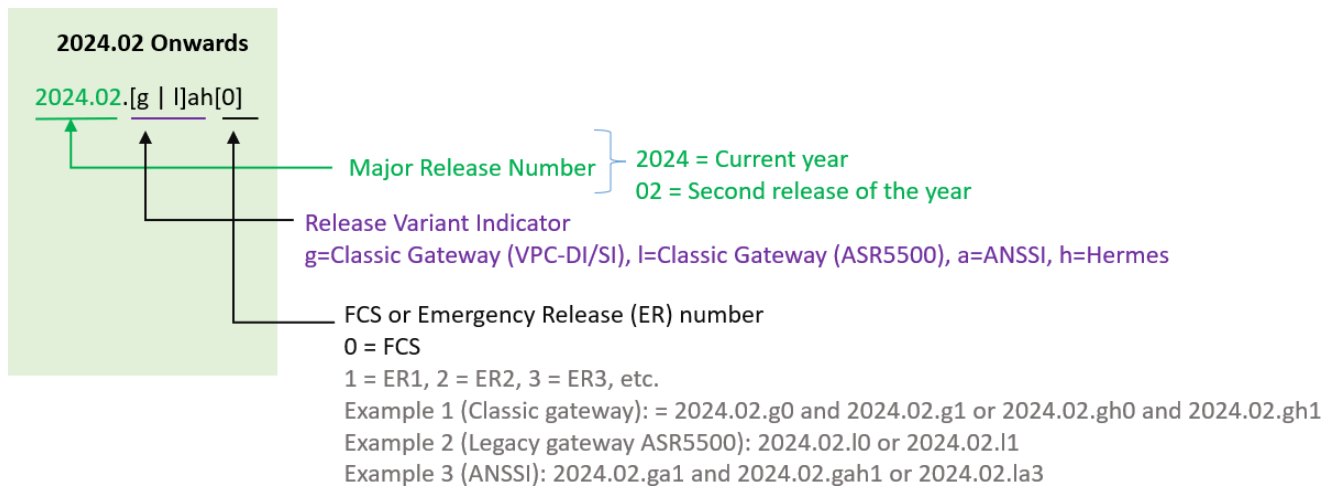 2024.02 Onwards
2024.02.[g | l]ah[0]
Major Release Number
2024 = Current year
02 = Second release of the year
Release Variant Indicator
g=Classic Gateway (VPC-DI/SI), l=Classic Gateway (ASR5500), a=ANSSI, h=Hermes
FCS or Emergency Release (ER) number
0 = FCS
1 = ER1, 2 = ER2, 3 = ER3, etc.
Example 1 (Classic gateway): = 2024.02.g0 and 2024.02.g1 or 2024.02.gh0 and 2024.02.gh1
Example 2 (Legacy gateway ASR5500): 2024.02.l0 or 2024.02.l1
Example 3 (ANSSI): 2024.02.ga1 and 2024.02.gah1 or 2024.02.la3